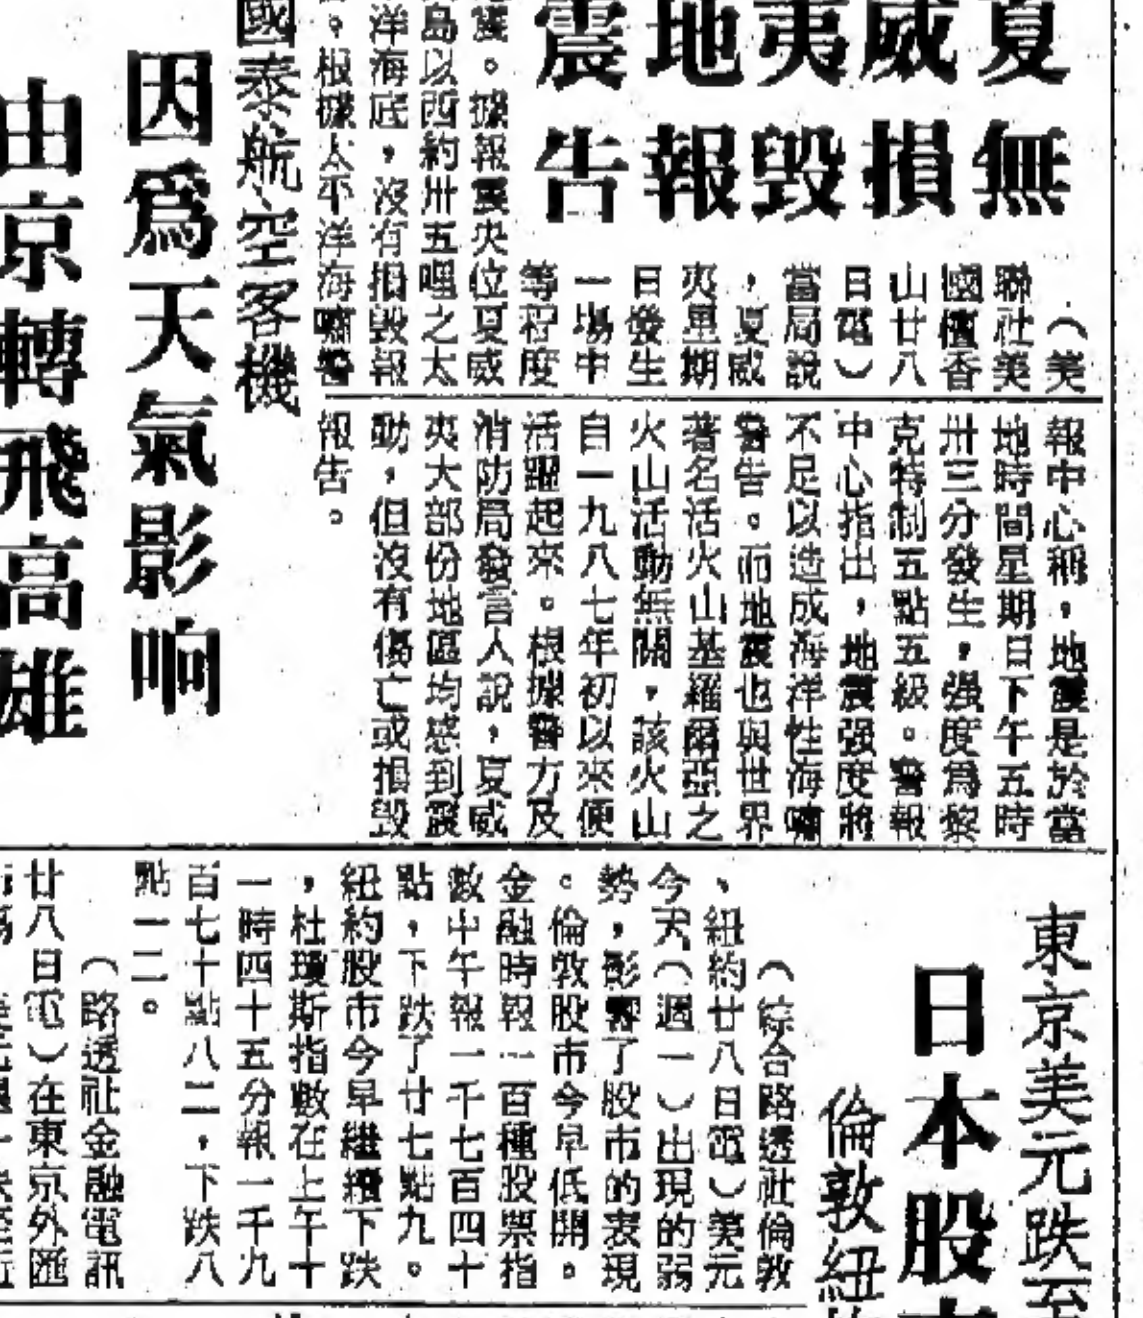 夏威夷地震
無損毀報告
（美
聯社美
國檀香
山廿八
日電）
當局說
，夏威
夷星期
日發生
一場中
等程度
震。據報震央位夏威
島以西約卅五哩之太
洋海底，沒有損毀報
。根據太平洋海嘯警
報中心稱，地震是於當
地時間星期日下午五時
卅三分發生，强度為黎
克特制五點五級。警報
中心指出，地震强度將
不足以造成海洋性海嘯
警告。而地震也與世界
著名活火山基羅爾亞之
火山活動無關，該火山
自一九八七年初以來便
活躍起來。根據警方及
消防局發言人說，夏威
夷大部份地區均感到震
動，但沒有傷亡或損毀
報告。
國泰航空客機
因爲天氣影响
由京轉飛高雄
東京美元跌至
日本股
倫敦紐
（綜合路透社倫敦
、紐約廿八日電）美元
今天（週一）出現的弱
勢，影響了股市的表現
。倫敦股市今早低開。
金融時報一百種股票指
數中午報一千七百四十
點，下跌了廿七點九。
紐約股市今早繼續下跌
，杜瓊斯指數在上午十
一時四十五分報一千九
百七十點八二，下跌八
點一二。
（路透社金融電訊
廿八日電）在東京外匯